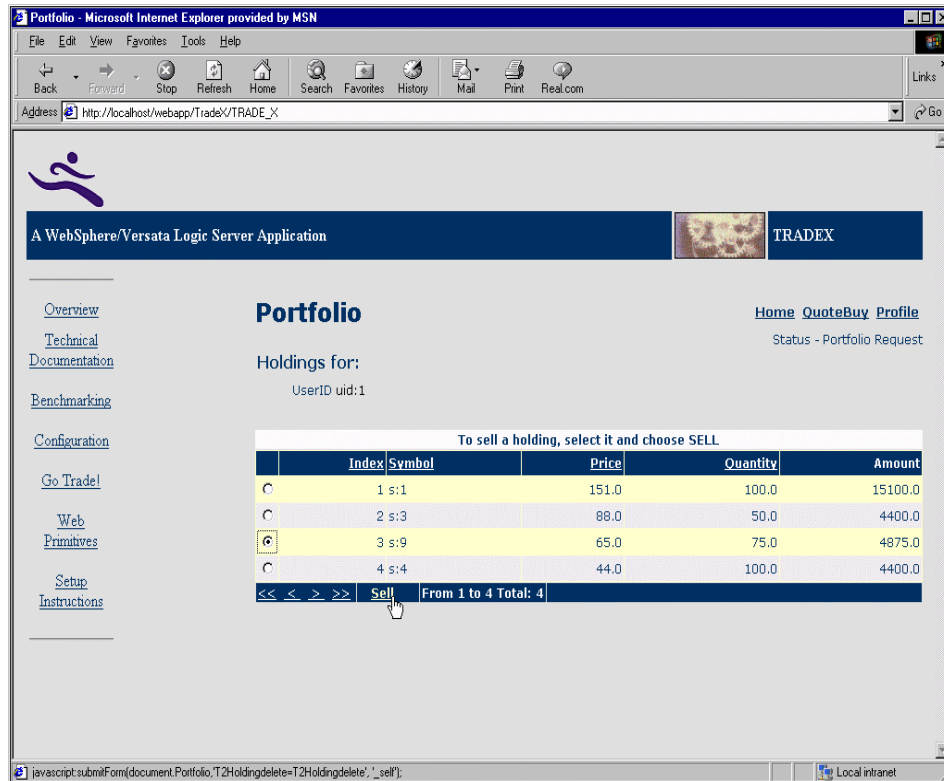 Portfolio - Microsoft Internet Explorer provided by MSN
File Edit View Favorites Tools Help
Back Forward Stop Refresh Home Search Favorites History Mail Print Real.com Links
Address http://localhost/webapp/TradeX/TRADE_X Go
A WebSphere/Versata Logic Server Application TRADEX
Overview
Technical
Documentation
Benchmarking
Configuration
Go Trade!
Web
Primitives
Setup
Instructions
Portfolio
Home QuoteBuy Profile
Status - Portfolio Request
Holdings for:
UserID uid:1
To sell a holding, select it and choose SELL
Index Symbol Price Quantity Amount
1 s:1 151.0 100.0 15100.0
2 s:3 88.0 50.0 4400.0
3 s:9 65.0 75.0 4875.0
4 s:4 44.0 100.0 4400.0
<< < > >> Sell From 1 to 4 Total: 4
javascript:submitForm(document.Portfolio,'T2Holdingdelete=T2Holdingdelete', '_self'); Local intranet